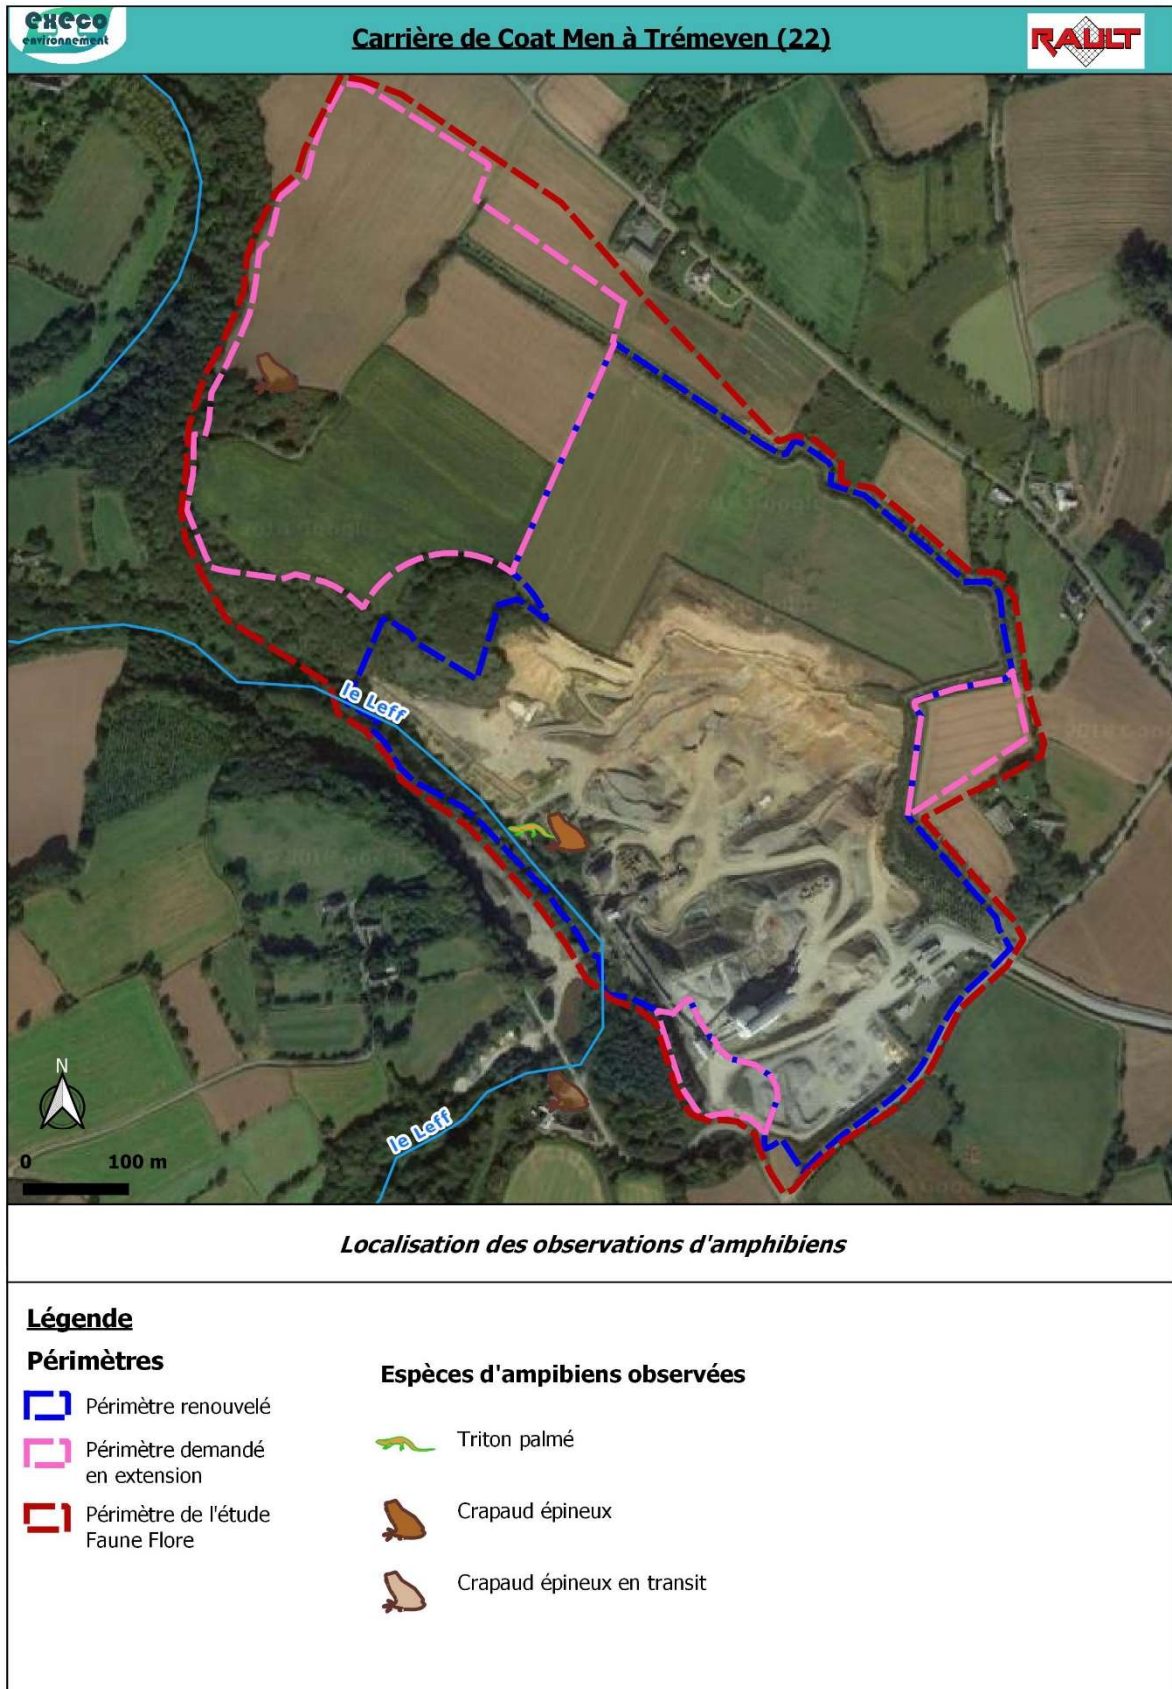 execo
environnement
Carrière de Coat Men à Trémeven (22)
RAULT
le Leff
le Leff
N
0 100 m
Localisation des observations d'amphibiens
Légende
Périmètres
Périmètre renouvelé
Périmètre demandé
en extension
Périmètre de l'étude
Faune Flore
Espèces d'ampibiens observées
Triton palmé
Crapaud épineux
Crapaud épineux en transit